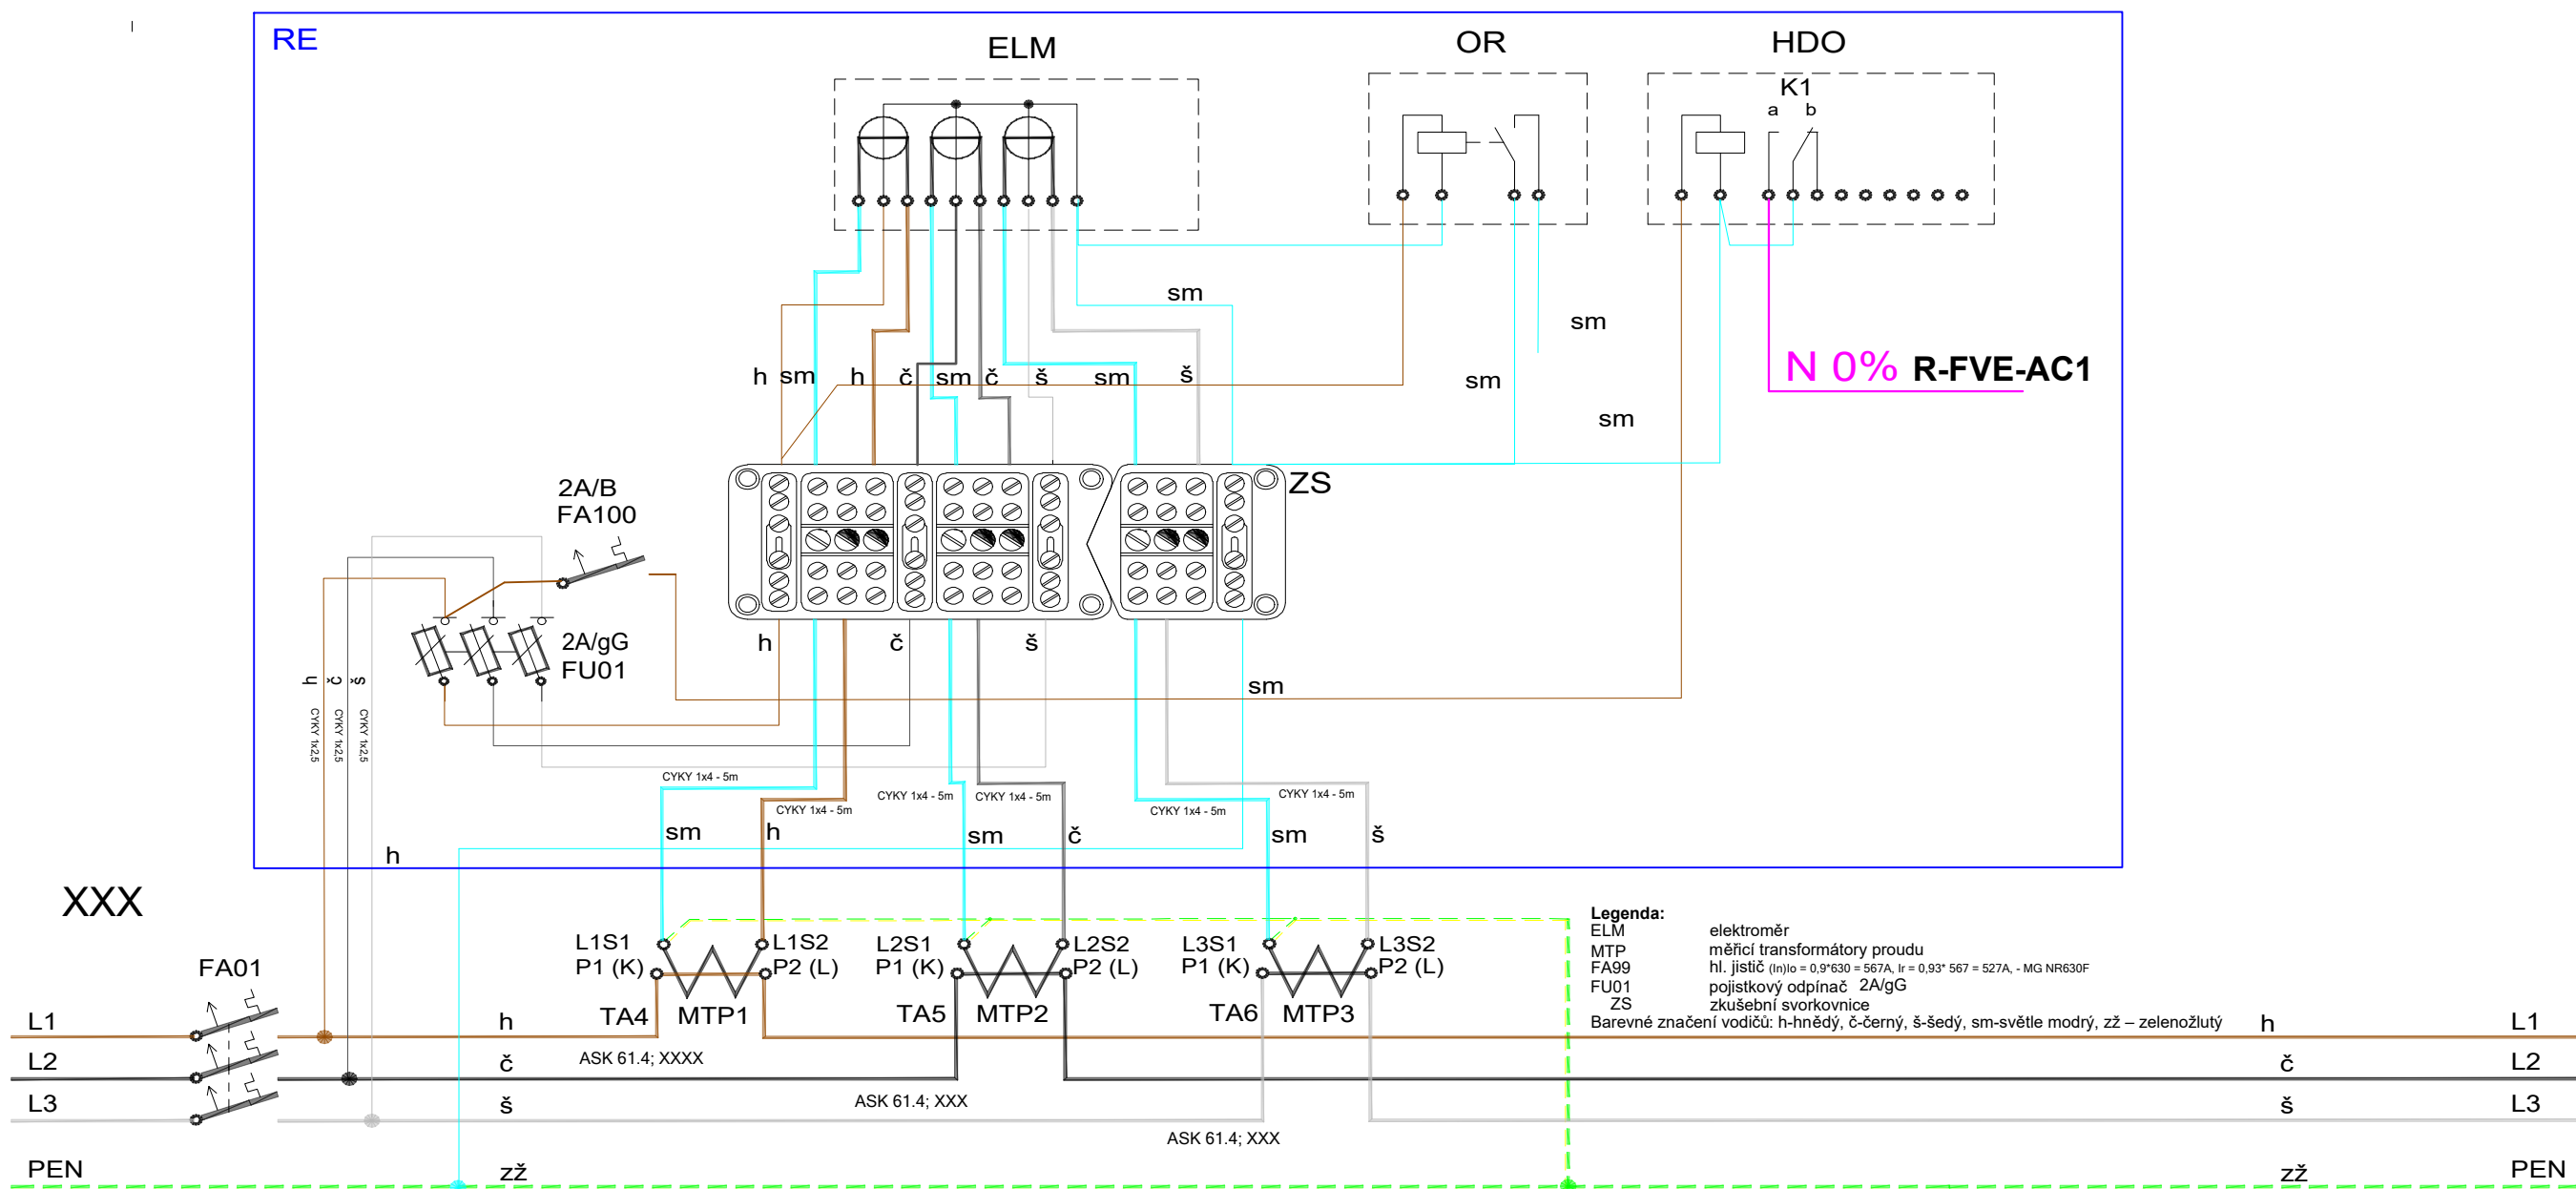 RE
ELM
OR
HDO
K1
a b
sm
sm
N 0% R-FVE-AC1
h sm h č sm č š sm š
sm
sm
2A/B
FA100
ZS
2A/gG
FU01
h č š
sm
h č š
CYKY 1x2,5
CYKY 1x2,5
CYKY 1x2,5
CYKY 1x4 - 5m
CYKY 1x4 - 5m
CYKY 1x4 - 5m
CYKY 1x4 - 5m
CYKY 1x4 - 5m
CYKY 1x4 - 5m
sm h sm č sm š
h
XXX
L1S1 L1S2 L2S1 L2S2 L3S1 L3S2
P1 (K) P2 (L) P1 (K) P2 (L) P1 (K) P2 (L)
TA4 MTP1 TA5 MTP2 TA6 MTP3
FA01
Legenda:
ELM elektroměr
MTP měřicí transformátory proudu
FA99 hl. jistič (In)Io = 0,9*630 = 567A, Ir = 0,93* 567 = 527A, - MG NR630F
FU01 pojistkový odpínač 2A/gG
ZS zkušební svorkovnice
Barevné značení vodičů: h-hnědý, č-černý, š-šedý, sm-světle modrý, zž – zelenožlutý
L1 h h L1
ASK 61.4; XXXX
L2 č č L2
ASK 61.4; XXX
L3 š š L3
ASK 61.4; XXX
PEN zž zž PEN